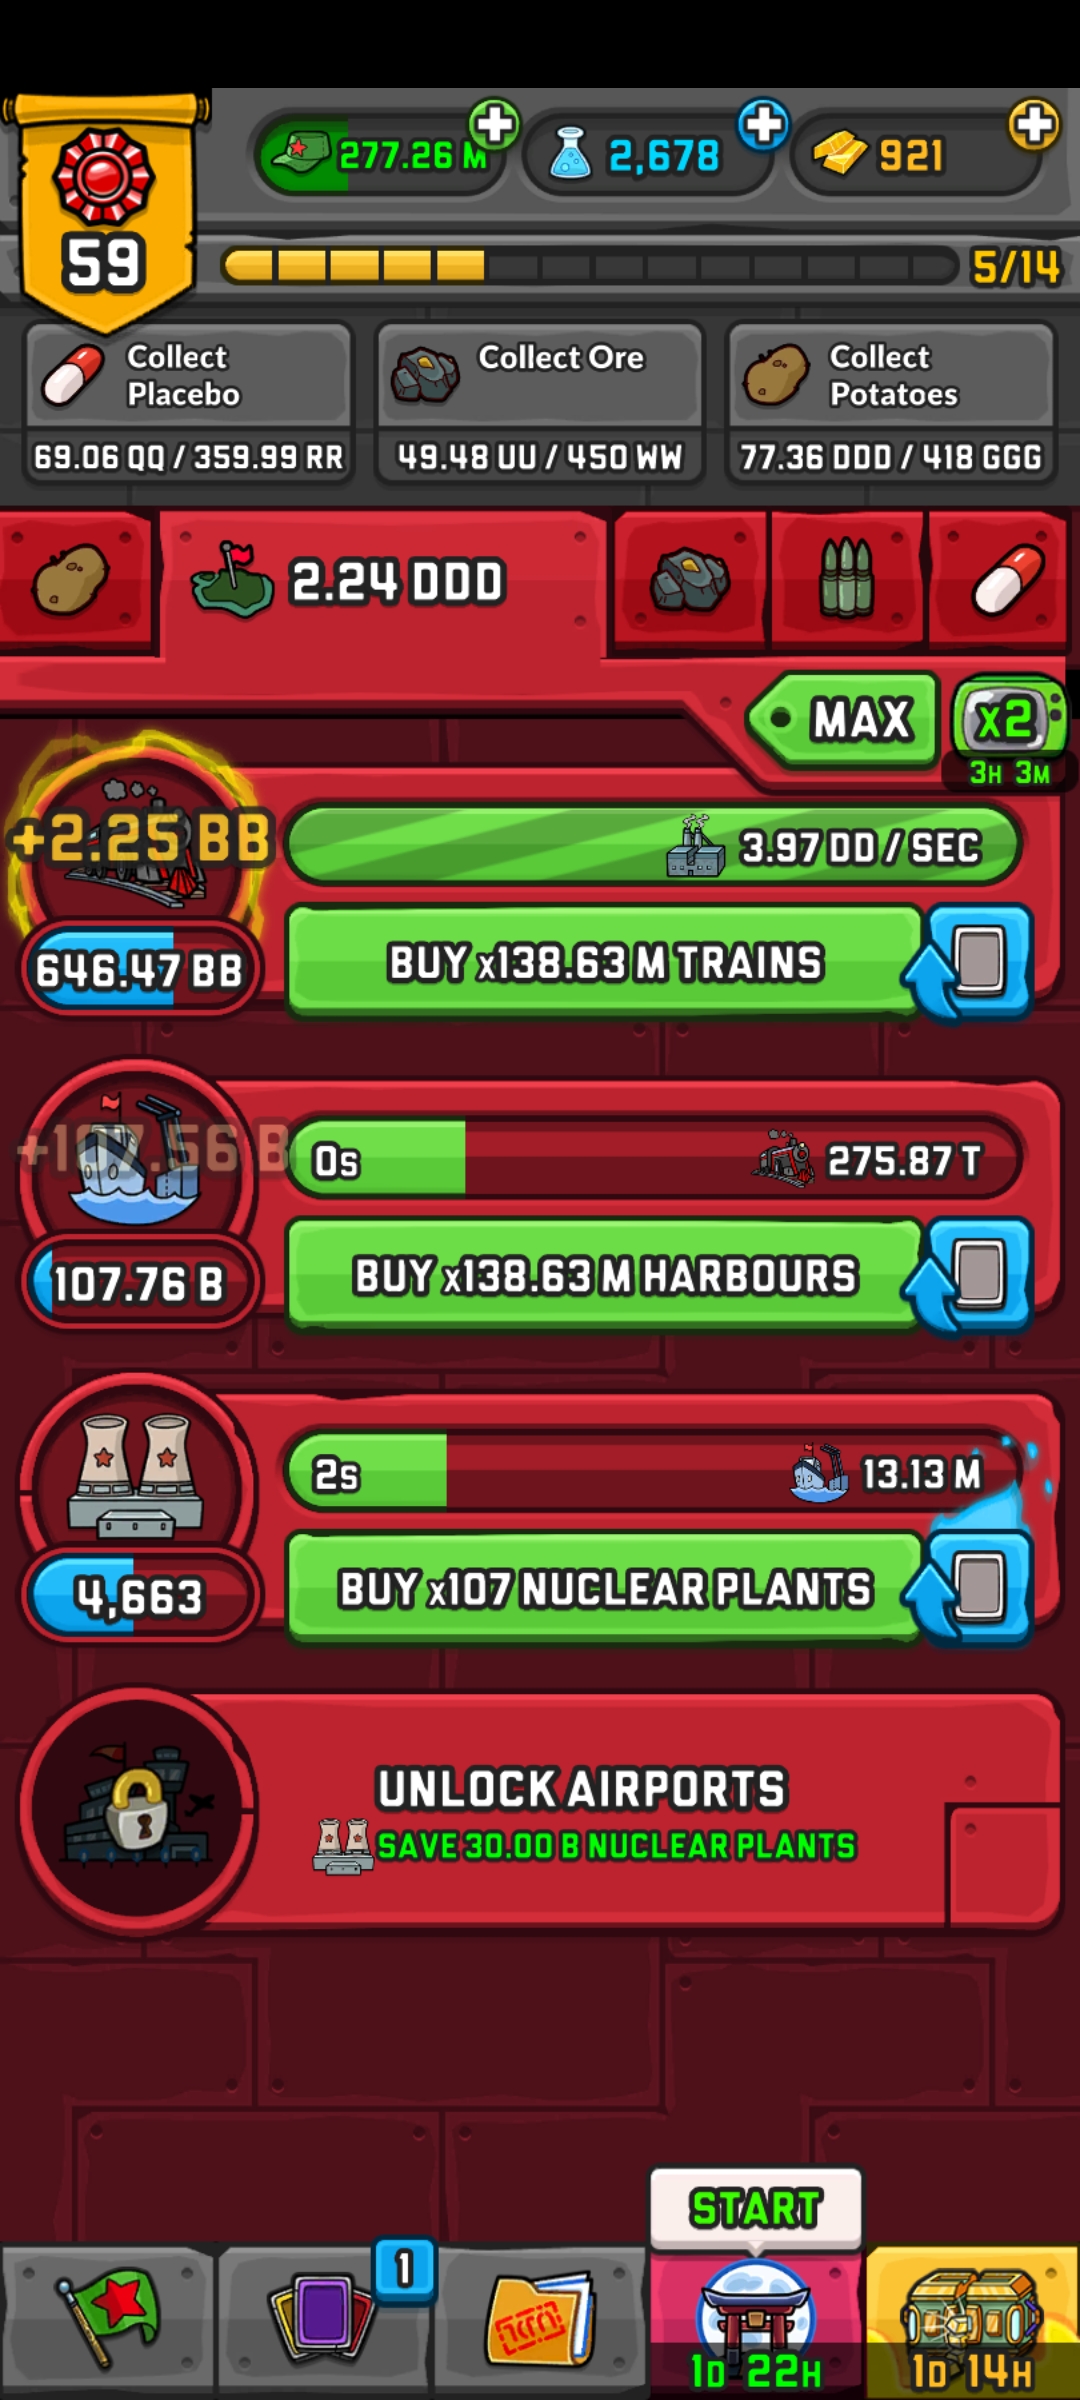 277.26 M
2,678
921
59
5/14
Collect
Placebo
69.06 QQ / 359.99 RR
Collect Ore
49.48 UU / 450 WW
Collect
Potatoes
77.36 DDD / 418 GGG
2.24 DDD
MAX
x2
3H 3M
+2.25 BB
3.97 DD / SEC
646.47 BB
BUY x138.63 M TRAINS
+107.56 B
0s
275.87 T
107.76 B
BUY x138.63 M HARBOURS
2s
13.13 M
4,663
BUY x107 NUCLEAR PLANTS
UNLOCK AIRPORTS
SAVE 30.00 B NUCLEAR PLANTS
START
1
1D 22H
1D 14H